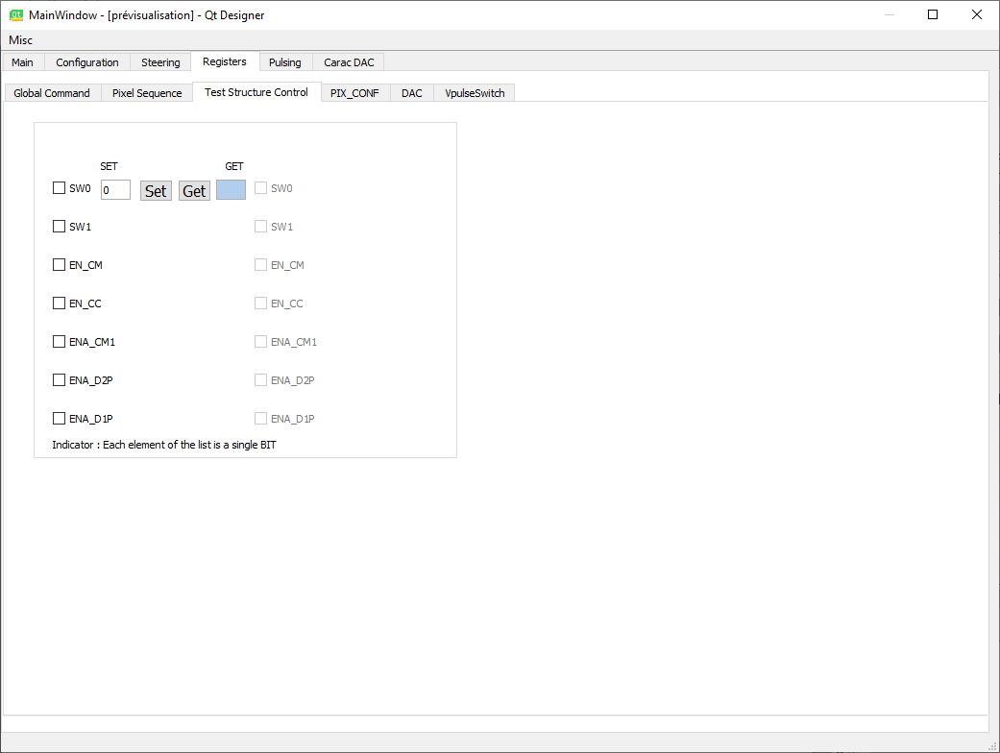 MainWindow - [prévisualisation] - Qt Designer
Misc
Main Configuration Steering Registers Pulsing Carac DAC
Global Command Pixel Sequence Test Structure Control PIX_CONF DAC VpulseSwitch
SET GET
SW0 0 Set Get SW0
SW1 SW1
EN_CM EN_CM
EN_CC EN_CC
ENA_CM1 ENA_CM1
ENA_D2P ENA_D2P
ENA_D1P ENA_D1P
Indicator : Each element of the list is a single BIT